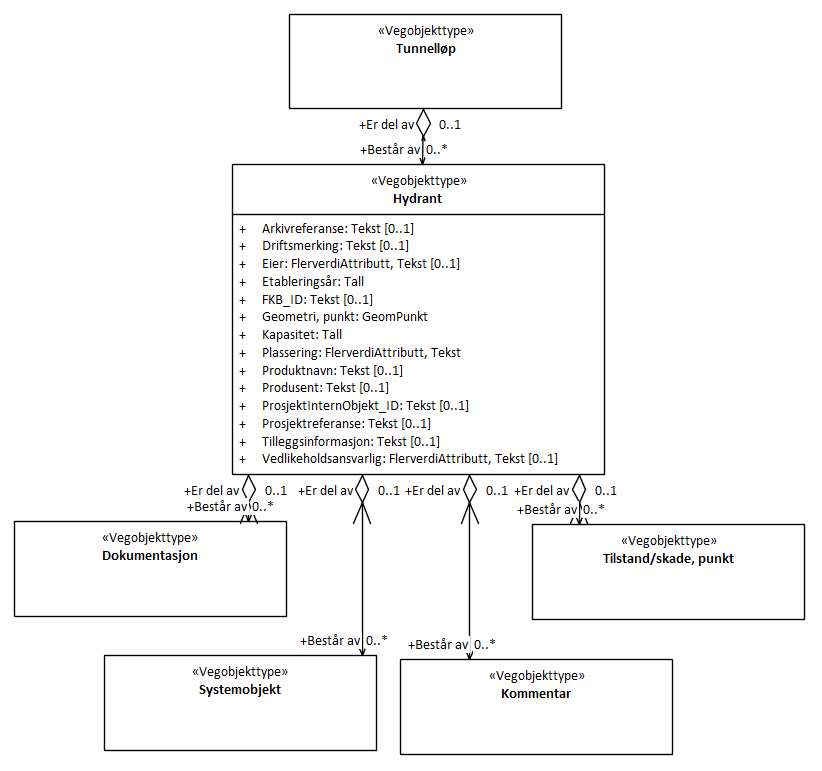 «Vegobjekttype»
Tunnelløp
+Er del av 0..1
+Består av 0..*
«Vegobjekttype»
Hydrant
+ Arkivreferanse: Tekst [0..1]
+ Driftsmerking: Tekst [0..1]
+ Eier: FlerverdiAttributt, Tekst [0..1]
+ Etableringsår: Tall
+ FKB_ID: Tekst [0..1]
+ Geometri, punkt: GeomPunkt
+ Kapasitet: Tall
+ Plassering: FlerverdiAttributt, Tekst
+ Produktnavn: Tekst [0..1]
+ Produsent: Tekst [0..1]
+ ProsjektInternObjekt_ID: Tekst [0..1]
+ Prosjektreferanse: Tekst [0..1]
+ Tilleggsinformasjon: Tekst [0..1]
+ Vedlikeholdsansvarlig: FlerverdiAttributt, Tekst [0..1]
+Er del av 0..1 +Er del av 0..1 +Er del av 0..1 +Er del av 0..1
+Består av 0..* +Består av 0..*
«Vegobjekttype»
Dokumentasjon
«Vegobjekttype»
Tilstand/skade, punkt
+Består av 0..* +Består av 0..*
«Vegobjekttype»
Systemobjekt
«Vegobjekttype»
Kommentar